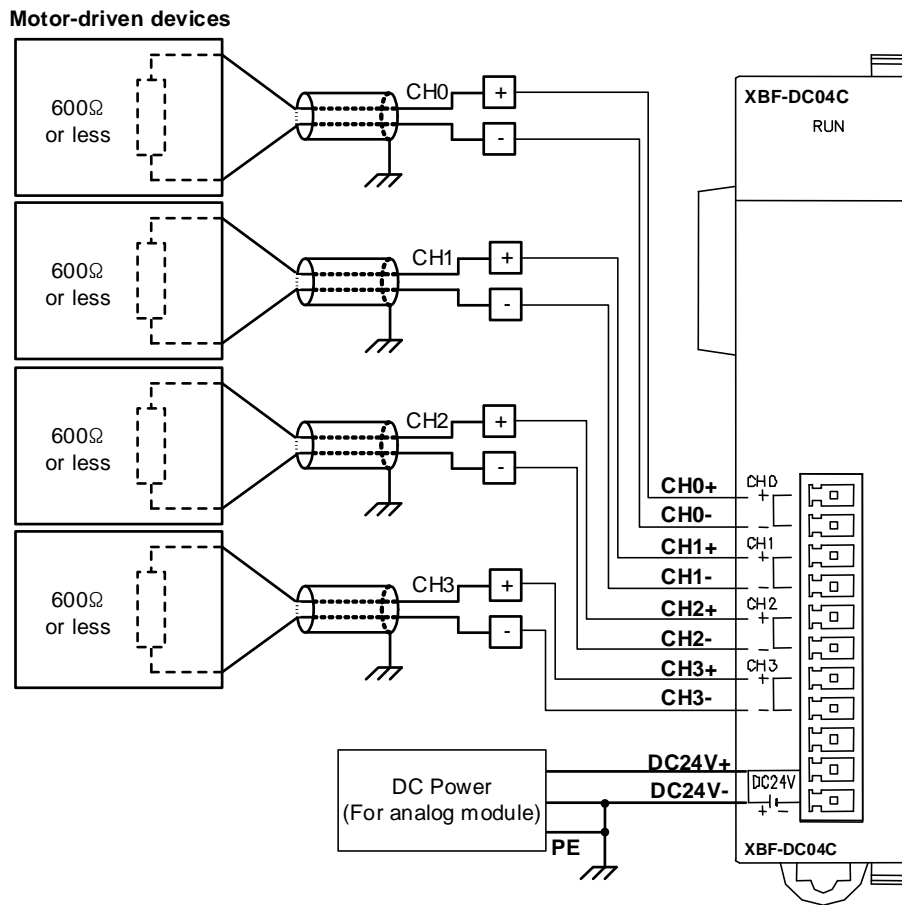 Motor-driven devices
600Ω
or less
CH0
+
-
600Ω
or less
CH1
+
-
600Ω
or less
CH2
+
-
600Ω
or less
CH3
+
-
XBF-DC04C
RUN
CH0+
CH0
+
CH0-
-
CH1+
CH1
+
CH1-
-
CH2+
CH2
+
CH2-
-
CH3+
CH3
+
CH3-
-
DC Power
(For analog module)
DC24V+
DC24V-
DC24V
+ -
PE
XBF-DC04C